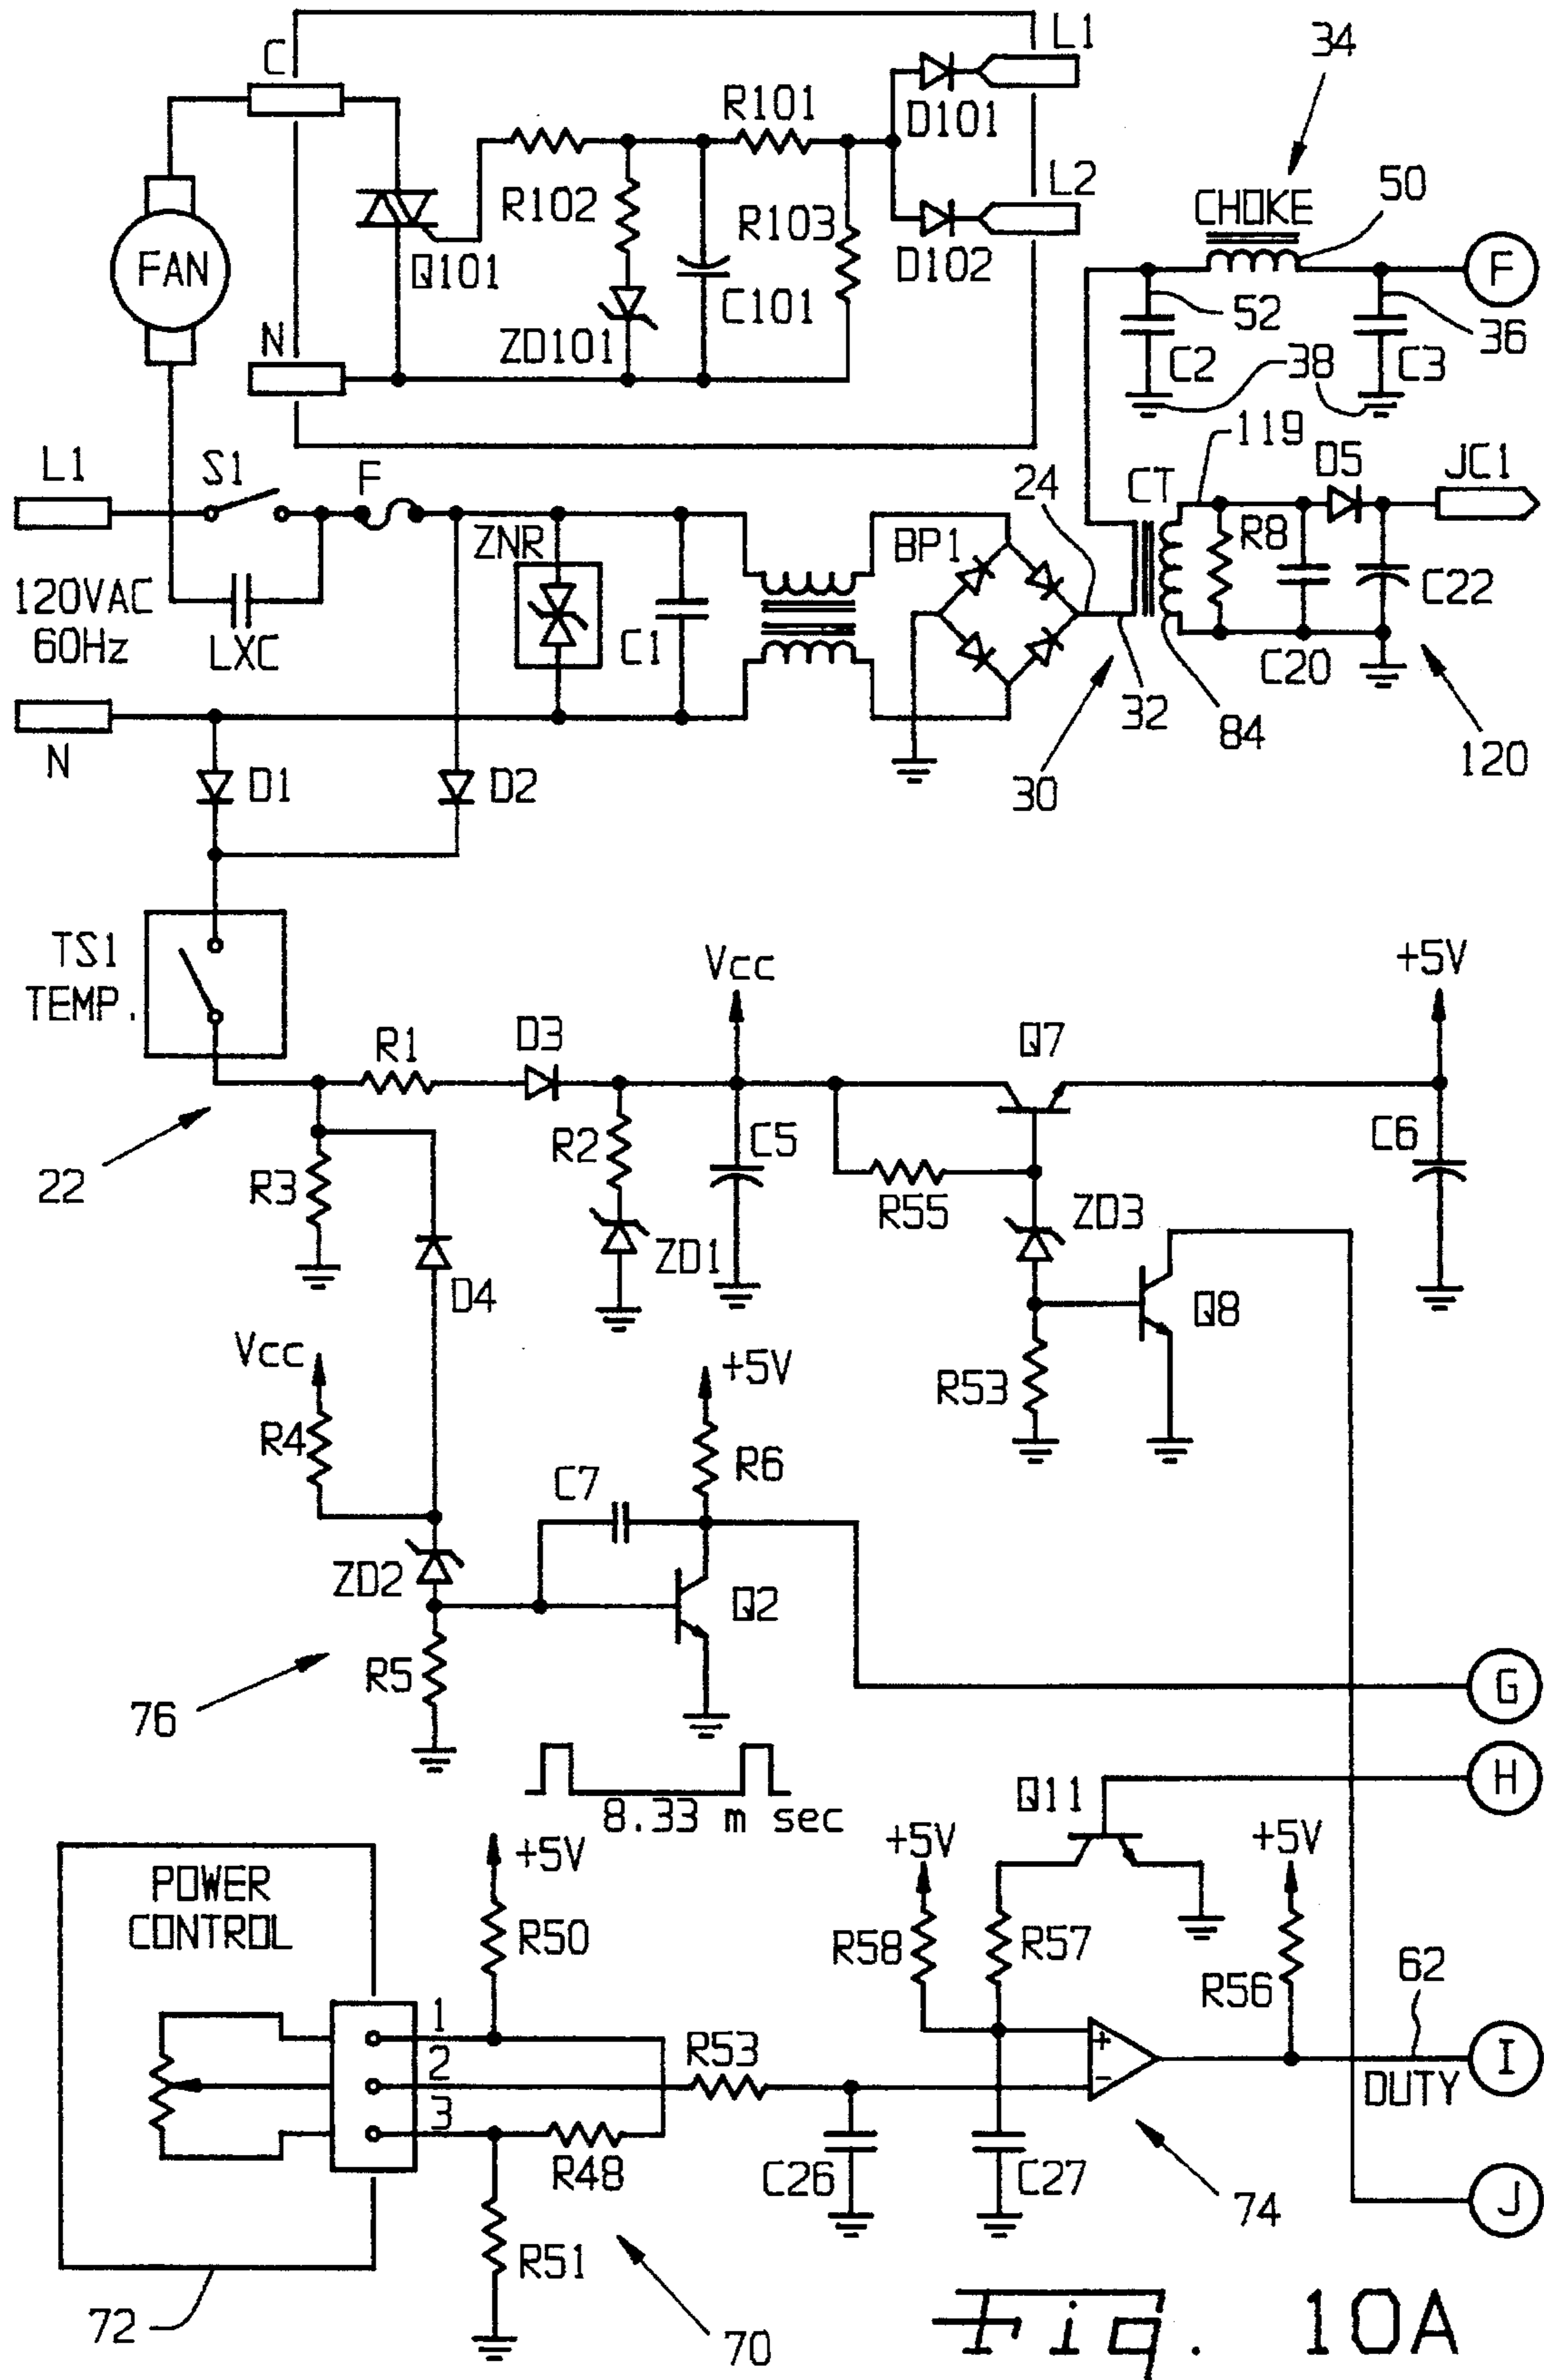 C
L1
34
R101
D101
L2
CHOKE
50
R102
R103
FAN
Q101
D102
F
C101
52
ZD101
36
N
C2
38
C3
119
L1
S1
F
24
CT
D5
JC1
ZNR
BP1
R8
120VAC
60Hz
LXC
C1
C22
C20
32
84
N
D1
D2
30
120
TS1
TEMP.
Vcc
+5V
R1
D3
Q7
R2
C5
C6
22
R3
R55
ZD3
ZD1
D4
Q8
Vcc
+5V
R53
R4
R6
C7
ZD2
Q2
R5
G
76
Q11
H
8.33 m sec
+5V
+5V
+5V
POWER
CONTROL
R50
R58
R57
R56
62
1
2
R53
+
I
-
DUTY
3
R48
C26
C27
74
J
R51
72
70
Fig. 10A